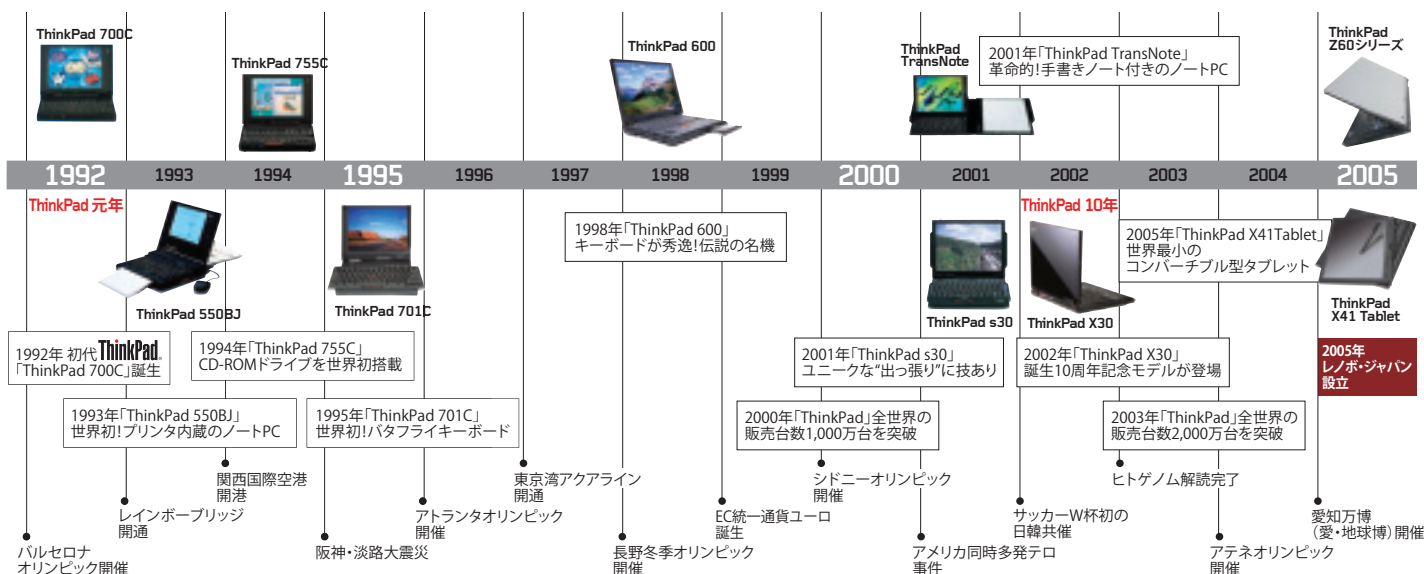 ThinkPad 700C
ThinkPad 755C
ThinkPad 600
ThinkPad
TransNote
2001年「ThinkPad TransNote」
革命的!手書きノート付きのノートPC
ThinkPad
Z60シリーズ
1992
1993
1994
1995
1996
1997
1998
1999
2000
2001
2002
2003
2004
2005
ThinkPad 元年
ThinkPad 10年
ThinkPad 550BJ
ThinkPad 701C
1998年「ThinkPad 600」
キーボードが秀逸!伝説の名機
ThinkPad s30
ThinkPad X30
2005年「ThinkPad X41Tablet」
世界最小の
コンバーチブル型タブレット
ThinkPad
X41 Tablet
1992年 初代ThinkPad
「ThinkPad 700C」誕生
1994年「ThinkPad 755C」
CD-ROMドライブを世界初搭載
2001年「ThinkPad s30」
ユニークな“出っ張り”に技あり
2002年「ThinkPad X30」
誕生10周年記念モデルが登場
2005年
レノボ・ジャパン
設立
1993年「ThinkPad 550BJ」
世界初!プリンタ内蔵のノートPC
1995年「ThinkPad 701C」
世界初!バタフライキーボード
2000年「ThinkPad」全世界の
販売台数1,000万台を突破
2003年「ThinkPad」全世界の
販売台数2,000万台を突破
関西国際空港
開港
東京湾アクアライン
開通
シドニーオリンピック
開催
ヒトゲノム解読完了
レインボーブリッジ
開通
アトランタオリンピック
開催
EC統一通貨ユーロ
誕生
サッカーW杯初の
日韓共催
愛知万博
(愛・地球博)開催
バルセロナ
オリンピック開催
阪神・淡路大震災
長野冬季オリンピック
開催
アメリカ同時多発テロ
事件
アテネオリンピック
開催